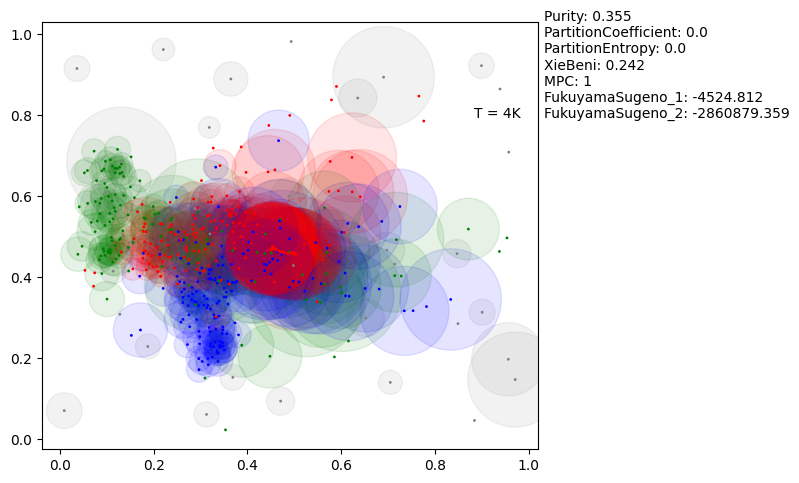 Purity: 0.355
PartitionCoefficient: 0.0
PartitionEntropy: 0.0
XieBeni: 0.242
MPC: 1
FukuyamaSugeno_1: -4524.812
FukuyamaSugeno_2: -2860879.359
T = 4K
1.0
0.8
0.6
0.4
0.2
0.0
0.0 0.2 0.4 0.6 0.8 1.0